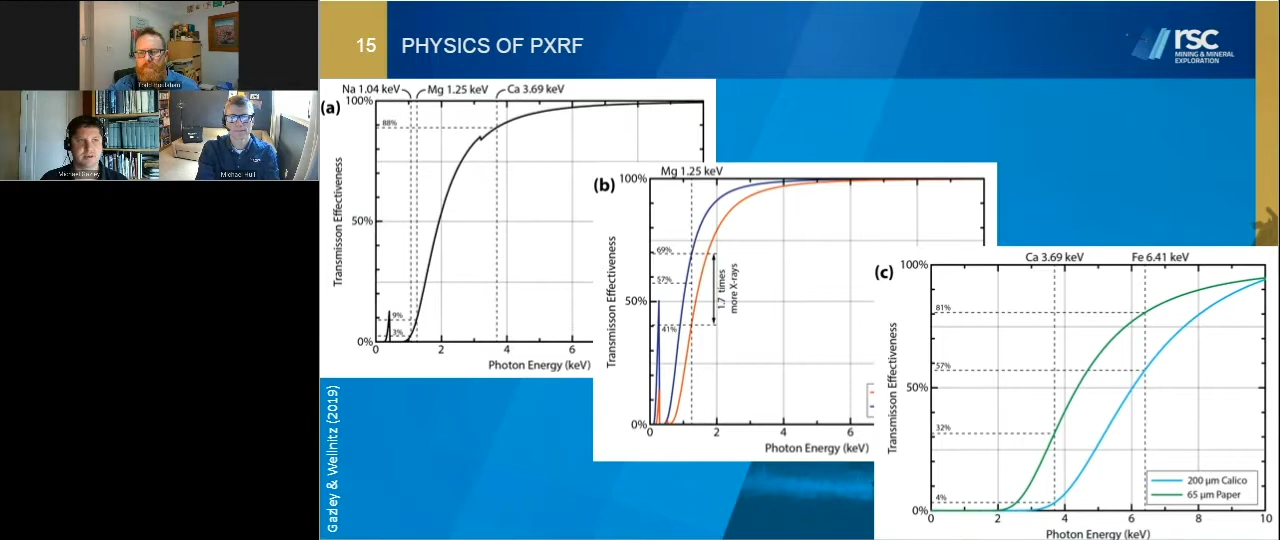 15 PHYSICS OF PXRF
rsc
MINING & MINERAL
EXPLORATION
Michael Gazley
Michael Hull
Na 1.04 keV
Mg 1.25 keV
Ca 3.69 keV
(a)
100%
88%
50%
9%
3%
0%
0 2 4 6
Transmisson Effectiveness
Photon Energy (keV)
Mg 1.25 keV
(b)
100%
69%
57%
50%
41%
0%
1.7 times
more X-rays
0 2 4 6
Transmisson Effectiveness
Photon Energy (keV)
Ca 3.69 keV
Fe 6.41 keV
(c)
100%
81%
57%
50%
32%
4%
0%
200 µm Calico
65 µm Paper
0 2 4 6 8 10
Transmisson Effectiveness
Photon Energy (keV)
Gazley & Wellnitz (2019)